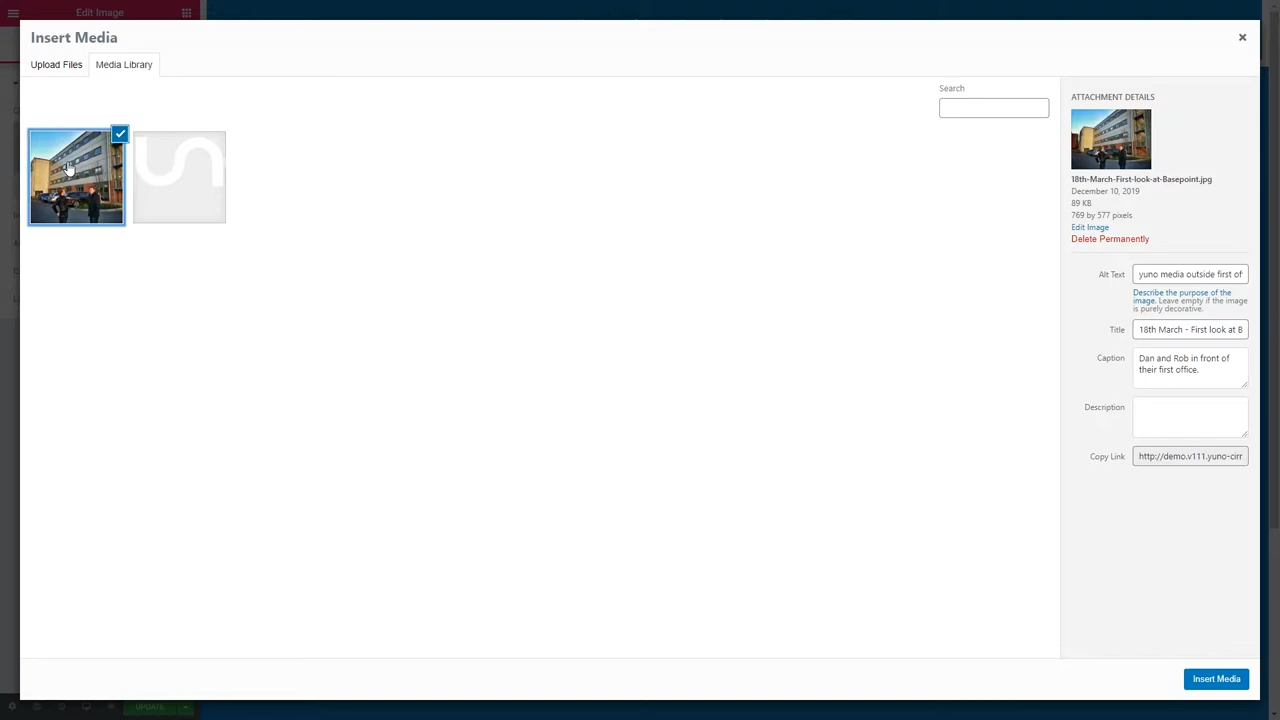 Edit Image
Insert Media
Upload Files
Media Library
Search
ATTACHMENT DETAILS
18th-March-First-look-at-Basepoint.jpg
December 10, 2019
89 KB
769 by 577 pixels
Edit Image
Delete Permanently
Alt Text
yuno media outside first of
Describe the purpose of the
image. Leave empty if the image
is purely decorative.
Title
18th March - First look at B
Caption
Dan and Rob in front of
their first office.
Description
Copy Link
http://demo.v111.yuno-cirr
Insert Media
UPDATE